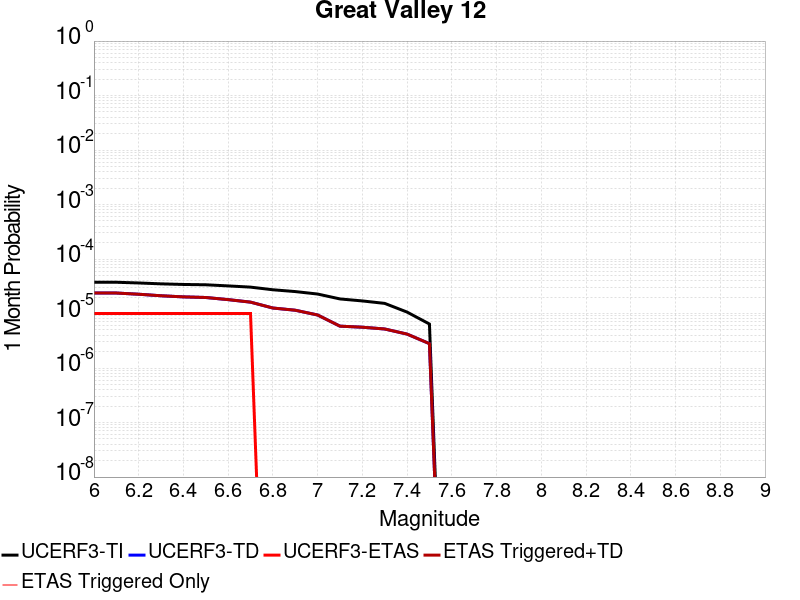 Great Valley 12
1 Month Probability
10^0
10^-1
10^-2
10^-3
10^-4
10^-5
10^-6
10^-7
10^-8
6 6.2 6.4 6.6 6.8 7 7.2 7.4 7.6 7.8 8 8.2 8.4 8.6 8.8 9
Magnitude
UCERF3-TI UCERF3-TD UCERF3-ETAS ETAS Triggered+TD
ETAS Triggered Only